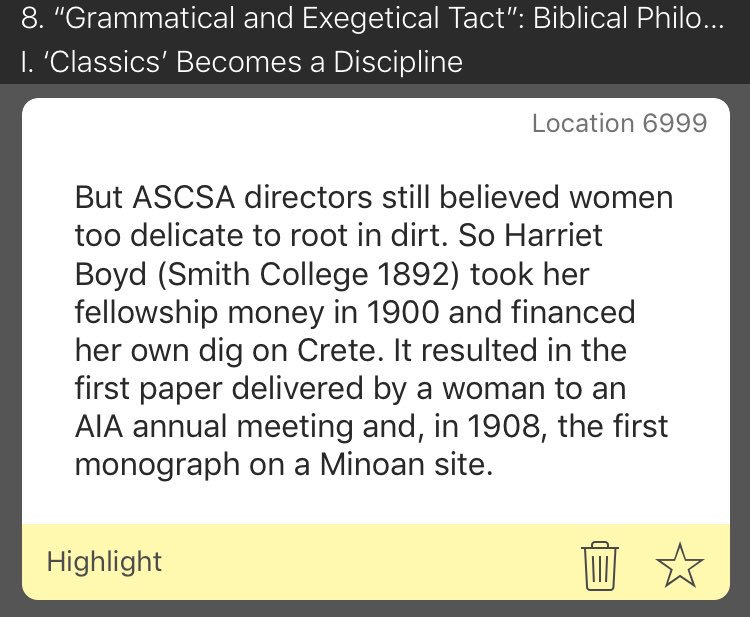 8. “Grammatical and Exegetical Tact”: Biblical Philo...
I. ‘Classics’ Becomes a Discipline
Location 6999
But ASCSA directors still believed women
too delicate to root in dirt. So Harriet
Boyd (Smith College 1892) took her
fellowship money in 1900 and financed
her own dig on Crete. It resulted in the
first paper delivered by a woman to an
AIA annual meeting and, in 1908, the first
monograph on a Minoan site.
Highlight